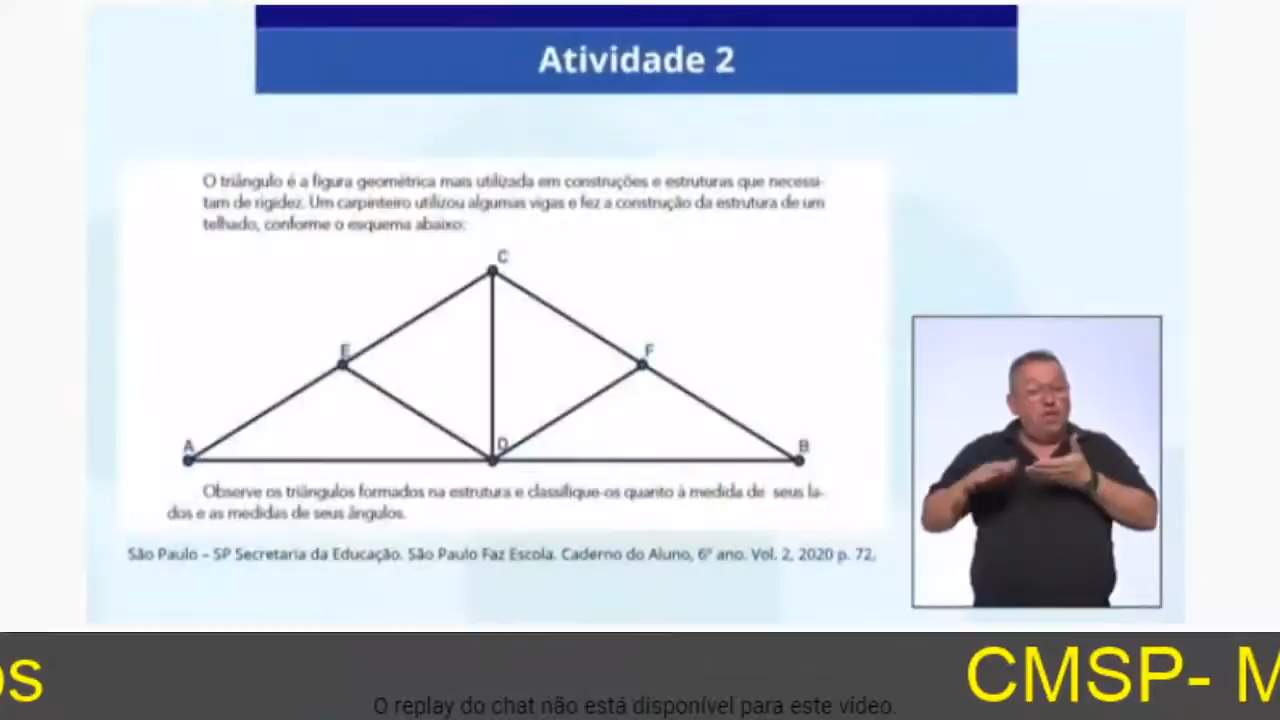 Atividade 2
O triângulo é a figura geométrica mais utilizada em construções e estruturas que necessi-
tam de rigidez. Um carpinteiro utilizou algumas vigas e fez a construção da estrutura de um
telhado, conforme o esquema abaixo:
C
E
F
A
D
B
Observe os triângulos formados na estrutura e classifique-os quanto à medida de seus la-
dos e as medidas de seus ângulos.
São Paulo – SP Secretaria da Educação. São Paulo Faz Escola. Caderno do Aluno, 6º ano. Vol. 2, 2020 p. 72.
os
CMSP- M
O replay do chat não está disponível para este vídeo.